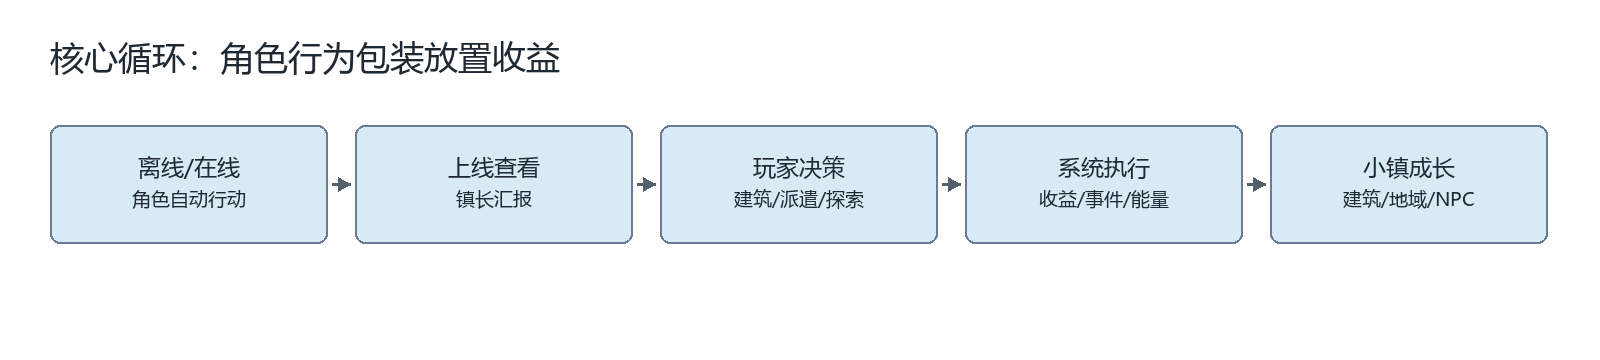 核心循环：角色行为包装放置收益
离线/在线
角色自动行动
上线查看
镇长汇报
玩家决策
建筑/派遣/探索
系统执行
收益/事件/能量
小镇成长
建筑/地域/NPC